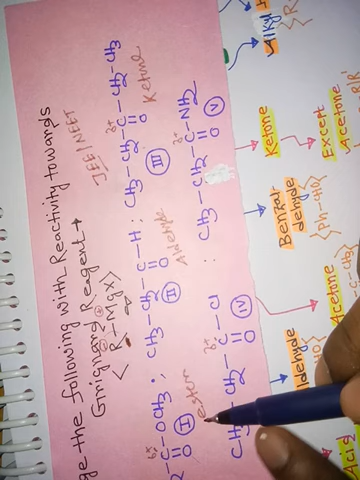 ge the following with Reactivity towards
Grignard Reagent →
< R-MgX >
JEE|NEET
C-OCH3 ; CH3-CH2-C-H ; CH3-CH2-C-CH2-CH3
O O O
δ+ δ+
I II III
ester Aldehyde Ketone
CH3-CH2-C-Cl ; CH3-CH2-C-NH2
O O
δ+ δ+
IV V
Acid
Aldehyde
Acetone
Benzaldehyde
<Ph-CHO>
Ketone
Except
Acetone
Alkyl